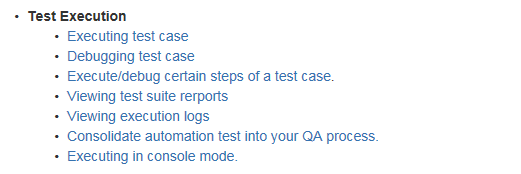 Test Execution
Executing test case
Debugging test case
Execute/debug certain steps of a test case.
Viewing test suite rerports
Viewing execution logs
Consolidate automation test into your QA process.
Executing in console mode.